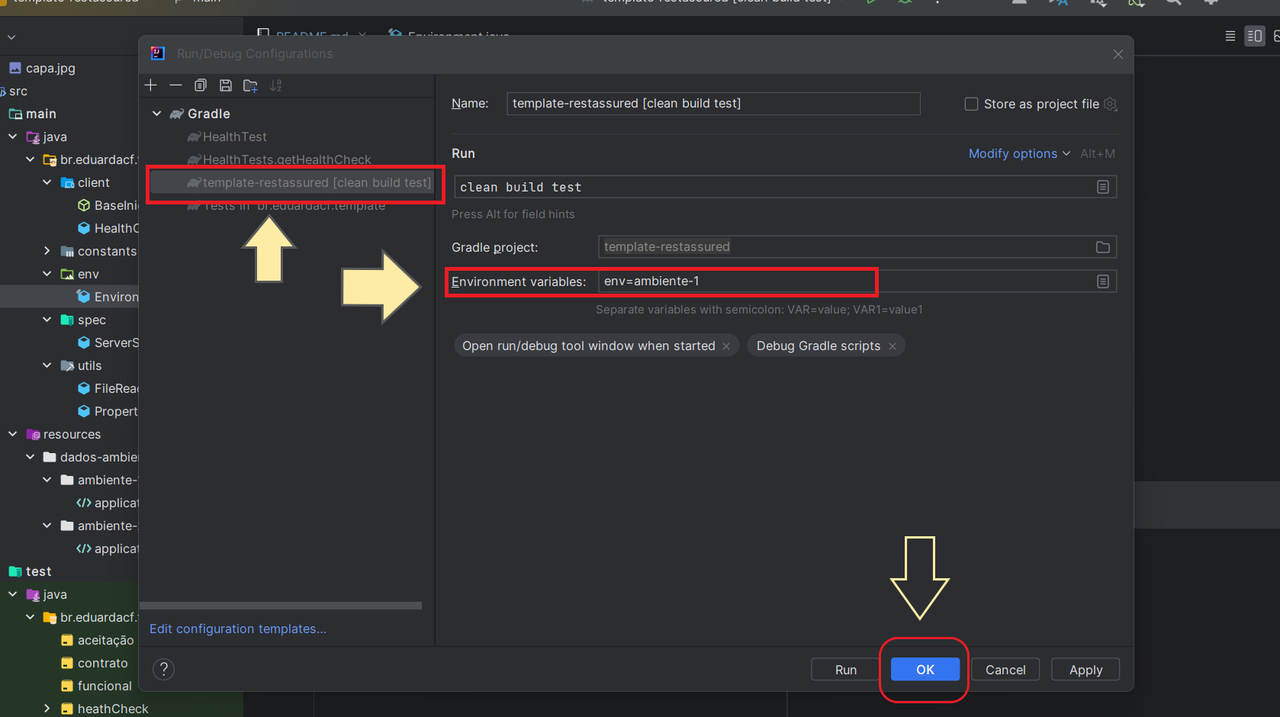 template-restassured
main
template-restassured [clean build test]
README.md
Environment.java
capa.jpg
src
main
java
br.eduardacf.
client
BaseIni
HealthC
constants
env
Environ
spec
ServerS
utils
FileRea
Propert
resources
dados-ambie
ambiente-
applicat
ambiente-
applicat
test
java
br.eduardacf.
aceitação
contrato
funcional
heathCheck
Run/Debug Configurations
Gradle
HealthTest
HealthTests.getHealthCheck
template-restassured [clean build test]
Tests in 'br.eduardacf.template'
Edit configuration templates...
?
Name:
template-restassured [clean build test]
Store as project file
Run
Modify options
Alt+M
clean build test
Press Alt for field hints
Gradle project:
template-restassured
Environment variables:
env=ambiente-1
Separate variables with semicolon: VAR=value; VAR1=value1
Open run/debug tool window when started
Debug Gradle scripts
Run
OK
Cancel
Apply